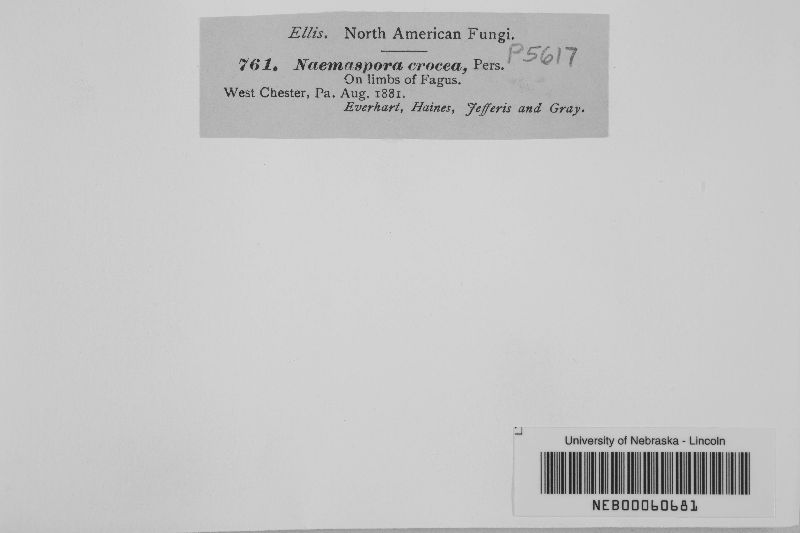 Ellis. North American Fungi.
P5617
761. Naemaspora crocea, Pers.
On limbs of Fagus.
West Chester, Pa. Aug. 1881.
Everhart, Haines, Jefferis and Gray.
University of Nebraska - Lincoln
NEB00060681